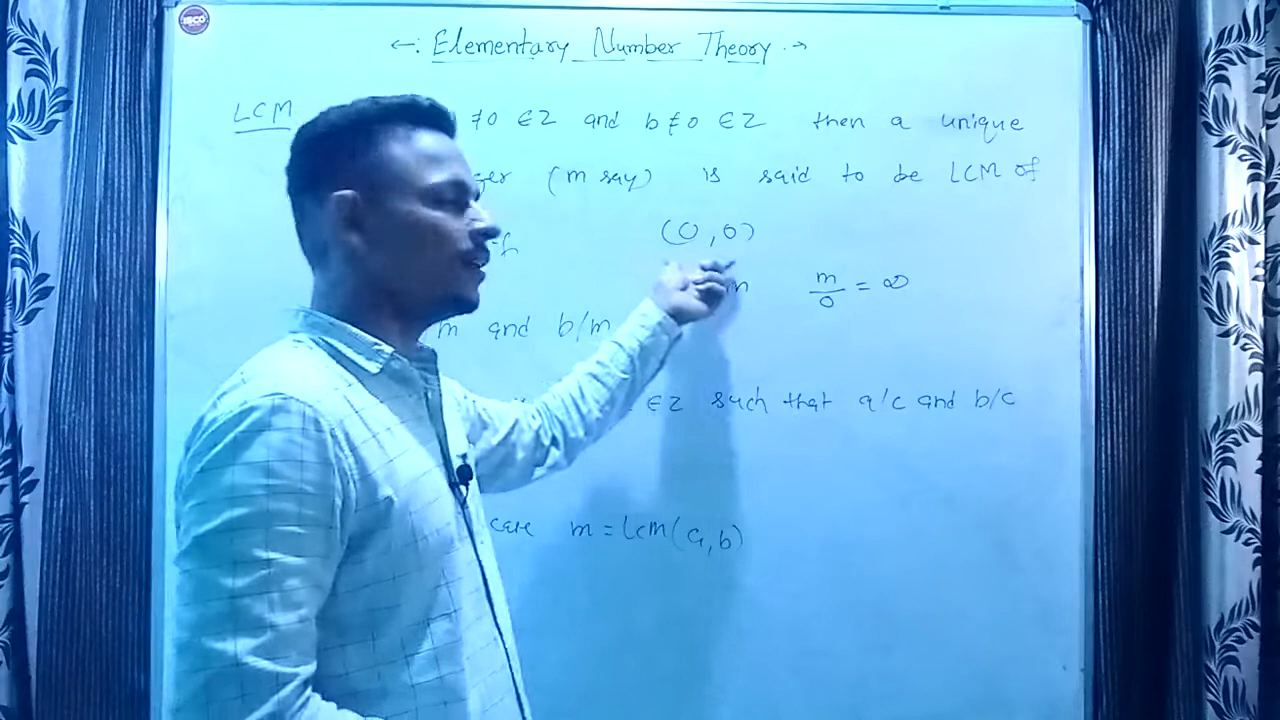 ←: Elementary Number Theory :→
LCM ≠0 ∈Z and b≠0 ∈Z then a unique
ger (m say) is said to be LCM of
(0,0)
m/0 = ∞
m and b/m
∈Z such that a/c and b/c
case m = Lcm(a,b)